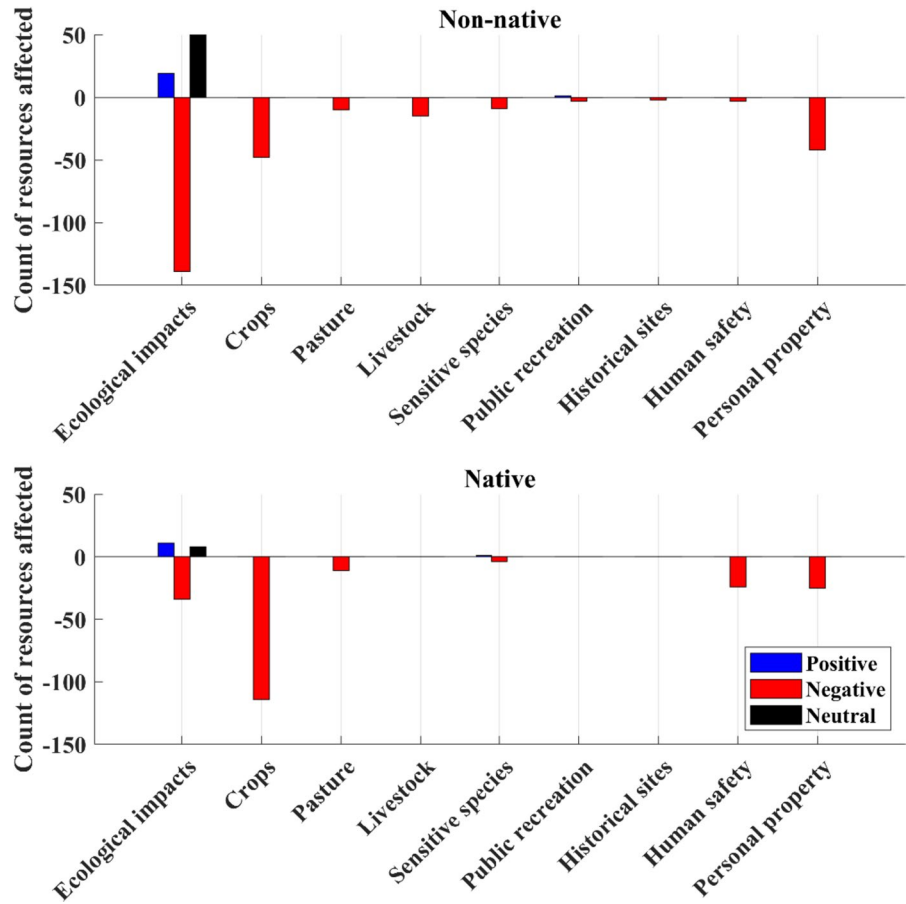 Non-native
Count of resources affected
50
0
-50
-100
-150
Ecological impacts
Crops
Pasture
Livestock
Sensitive species
Public recreation
Historical sites
Human safety
Personal property
Native
Count of resources affected
50
0
-50
-100
-150
Positive
Negative
Neutral
Ecological impacts
Crops
Pasture
Livestock
Sensitive species
Public recreation
Historical sites
Human safety
Personal property